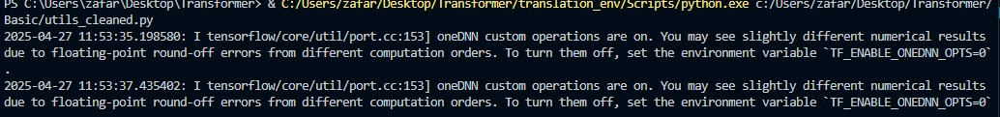 PS C:\Users\zafar\Desktop\Transformer> & C:/Users/zafar/Desktop/Transformer/translation_env/Scripts/python.exe c:/Users/zafar/Desktop/Transformer/
Basic/utils_cleaned.py
2025-04-27 11:53:35.198580: I tensorflow/core/util/port.cc:153] oneDNN custom operations are on. You may see slightly different numerical results
due to floating-point round-off errors from different computation orders. To turn them off, set the environment variable `TF_ENABLE_ONEDNN_OPTS=0`
.
2025-04-27 11:53:37.435402: I tensorflow/core/util/port.cc:153] oneDNN custom operations are on. You may see slightly different numerical results
due to floating-point round-off errors from different computation orders. To turn them off, set the environment variable `TF_ENABLE_ONEDNN_OPTS=0`